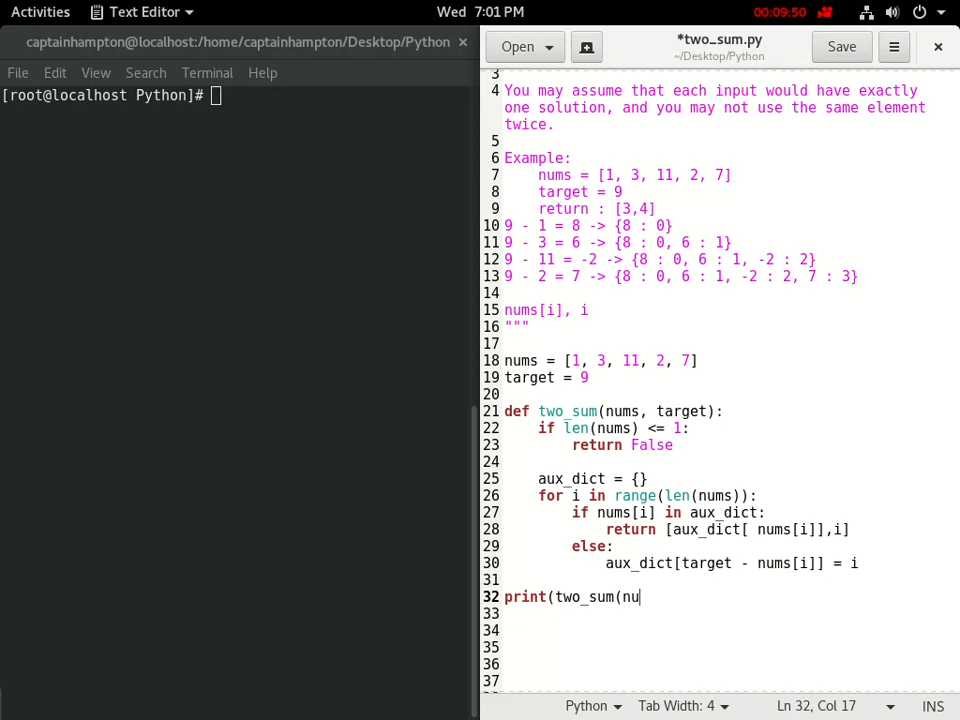 Activities Text Editor Wed 7:01 PM 00:09:50
captainhampton@localhost:/home/captainhampton/Desktop/Python
File Edit View Search Terminal Help
[root@localhost Python]#
Open *two_sum.py Save
~/Desktop/Python
3
4 You may assume that each input would have exactly
one solution, and you may not use the same element
twice.
5
6 Example:
7     nums = [1, 3, 11, 2, 7]
8     target = 9
9     return : [3,4]
10 9 - 1 = 8 -> {8 : 0}
11 9 - 3 = 6 -> {8 : 0, 6 : 1}
12 9 - 11 = -2 -> {8 : 0, 6 : 1, -2 : 2}
13 9 - 2 = 7 -> {8 : 0, 6 : 1, -2 : 2, 7 : 3}
14
15 nums[i], i
16 """
17
18 nums = [1, 3, 11, 2, 7]
19 target = 9
20
21 def two_sum(nums, target):
22     if len(nums) <= 1:
23         return False
24
25     aux_dict = {}
26     for i in range(len(nums)):
27         if nums[i] in aux_dict:
28             return [aux_dict[ nums[i]],i]
29         else:
30             aux_dict[target - nums[i]] = i
31
32 print(two_sum(nu
33
34
35
36
37
Python Tab Width: 4 Ln 32, Col 17 INS